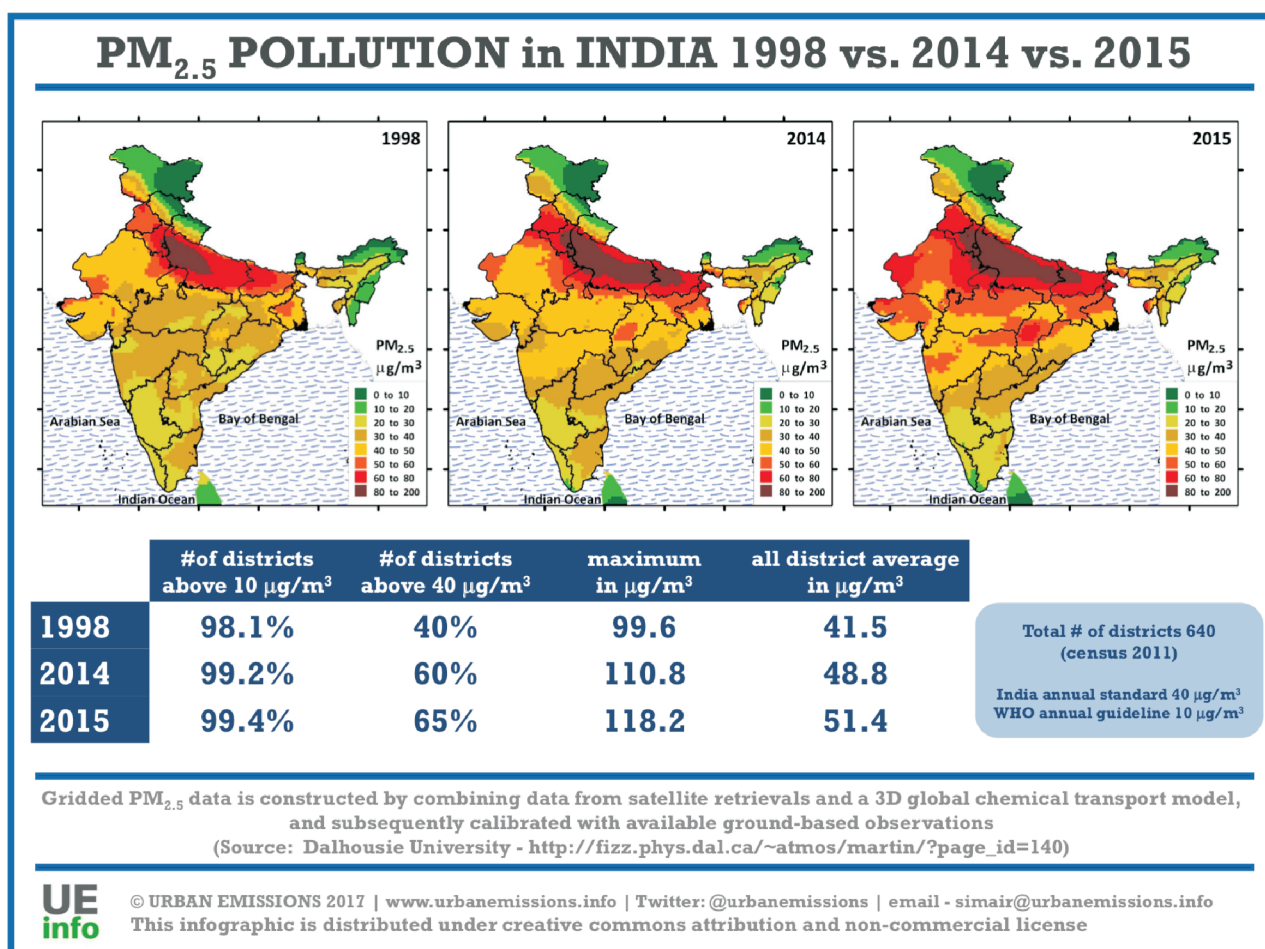 PM2.5 POLLUTION in INDIA 1998 vs. 2014 vs. 2015
1998
PM2.5
µg/m³
0 to 10
10 to 20
20 to 30
30 to 40
40 to 50
50 to 60
60 to 80
80 to 200
Arabian Sea
Bay of Bengal
Indian Ocean
2014
PM2.5
µg/m³
0 to 10
10 to 20
20 to 30
30 to 40
40 to 50
50 to 60
60 to 80
80 to 200
Arabian Sea
Bay of Bengal
Indian Ocean
2015
PM2.5
µg/m³
0 to 10
10 to 20
20 to 30
30 to 40
40 to 50
50 to 60
60 to 80
80 to 200
Arabian Sea
Bay of Bengal
Indian Ocean
#of districts #of districts maximum all district average
above 10 µg/m³ above 40 µg/m³ in µg/m³ in µg/m³
1998 98.1% 40% 99.6 41.5
2014 99.2% 60% 110.8 48.8
2015 99.4% 65% 118.2 51.4
Total # of districts 640
(census 2011)
India annual standard 40 µg/m³
WHO annual guideline 10 µg/m³
Gridded PM2.5 data is constructed by combining data from satellite retrievals and a 3D global chemical transport model,
and subsequently calibrated with available ground-based observations
(Source: Dalhousie University - http://fizz.phys.dal.ca/~atmos/martin/?page_id=140)
UE
info
© URBAN EMISSIONS 2017 | www.urbanemissions.info | Twitter: @urbanemissions | email - simair@urbanemissions.info
This infographic is distributed under creative commons attribution and non-commercial license